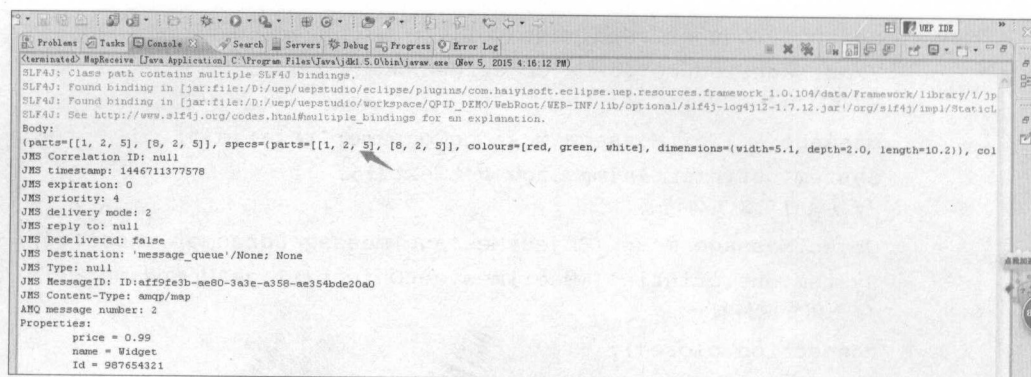 UEP IDE
Problems Tasks Console Search Servers Debug Progress Error Log
<terminated> MapReceive [Java Application] C:\Program Files\Java\jdk1.5.0\bin\javaw.exe (Nov 5, 2015 4:16:12 PM)
SLF4J: Class path contains multiple SLF4J bindings.
SLF4J: Found binding in [jar:file:/D:/uep/uepstudio/eclipse/plugins/com.haiyisoft.eclipse.uep.resources.framework_1.0.104/data/Framework/library/1/jp
SLF4J: Found binding in [jar:file:/D:/uep/uepstudio/workspace/QPID_DEMO/WebRoot/WEB-INF/lib/optional/slf4j-log4j12-1.7.12.jar!/org/slf4j/impl/StaticL
SLF4J: See http://www.slf4j.org/codes.html#multiple_bindings for an explanation.
Body:
{parts=[[1, 2, 5], [8, 2, 5]], specs={parts=[[1, 2, 5], [8, 2, 5]], colours=[red, green, white], dimensions={width=5.1, depth=2.0, length=10.2}}, col
JMS Correlation ID: null
JMS timestamp: 1446711377578
JMS expiration: 0
JMS priority: 4
JMS delivery mode: 2
JMS reply to: null
JMS Redelivered: false
JMS Destination: 'message_queue'/None; None
JMS Type: null
JMS MessageID: ID:aff9fe3b-ae80-3a3e-a358-ae354bde20a0
JMS Content-Type: amqp/map
AMQ message number: 2
Properties:
price = 0.99
name = Widget
Id = 987654321